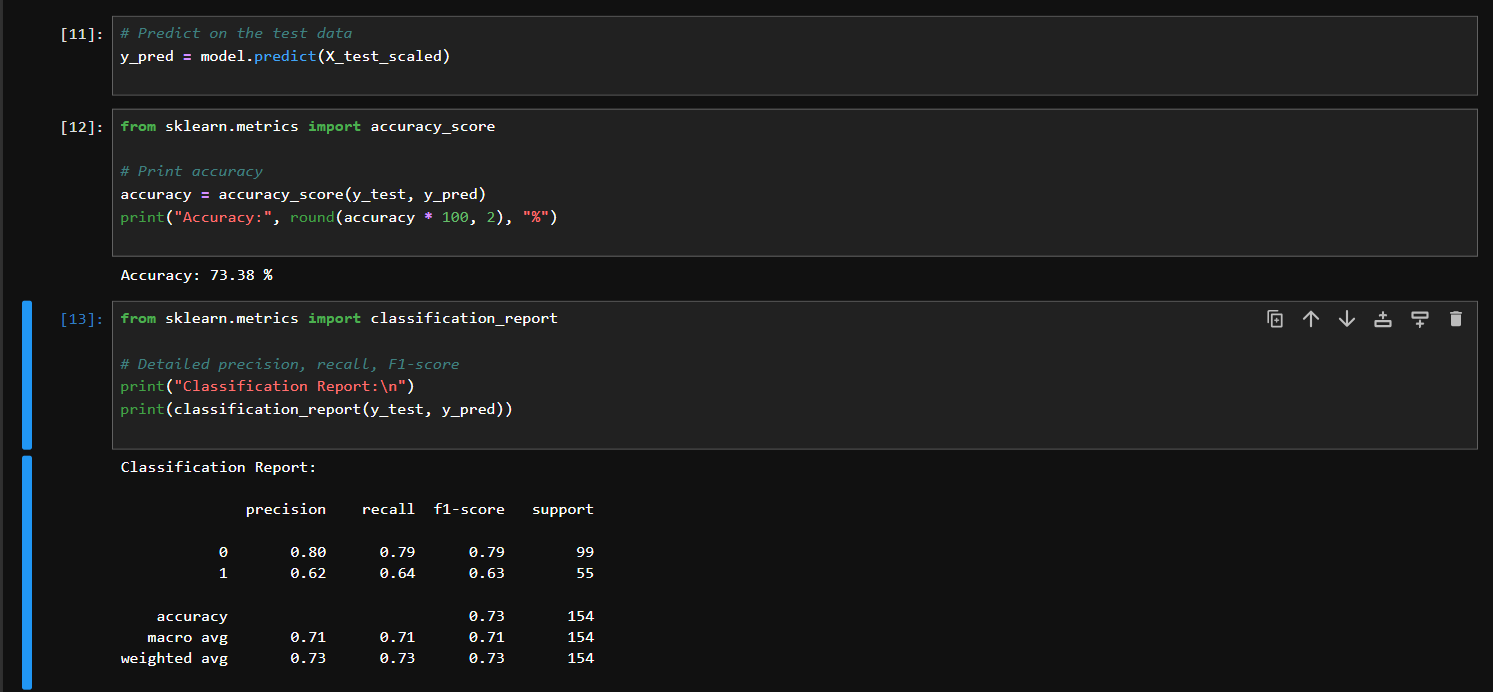 [11]: # Predict on the test data
y_pred = model.predict(X_test_scaled)
[12]: from sklearn.metrics import accuracy_score
# Print accuracy
accuracy = accuracy_score(y_test, y_pred)
print("Accuracy:", round(accuracy * 100, 2), "%")
Accuracy: 73.38 %
[13]: from sklearn.metrics import classification_report
# Detailed precision, recall, F1-score
print("Classification Report:\n")
print(classification_report(y_test, y_pred))
Classification Report:
precision recall f1-score support
0 0.80 0.79 0.79 99
1 0.62 0.64 0.63 55
accuracy 0.73 154
macro avg 0.71 0.71 0.71 154
weighted avg 0.73 0.73 0.73 154